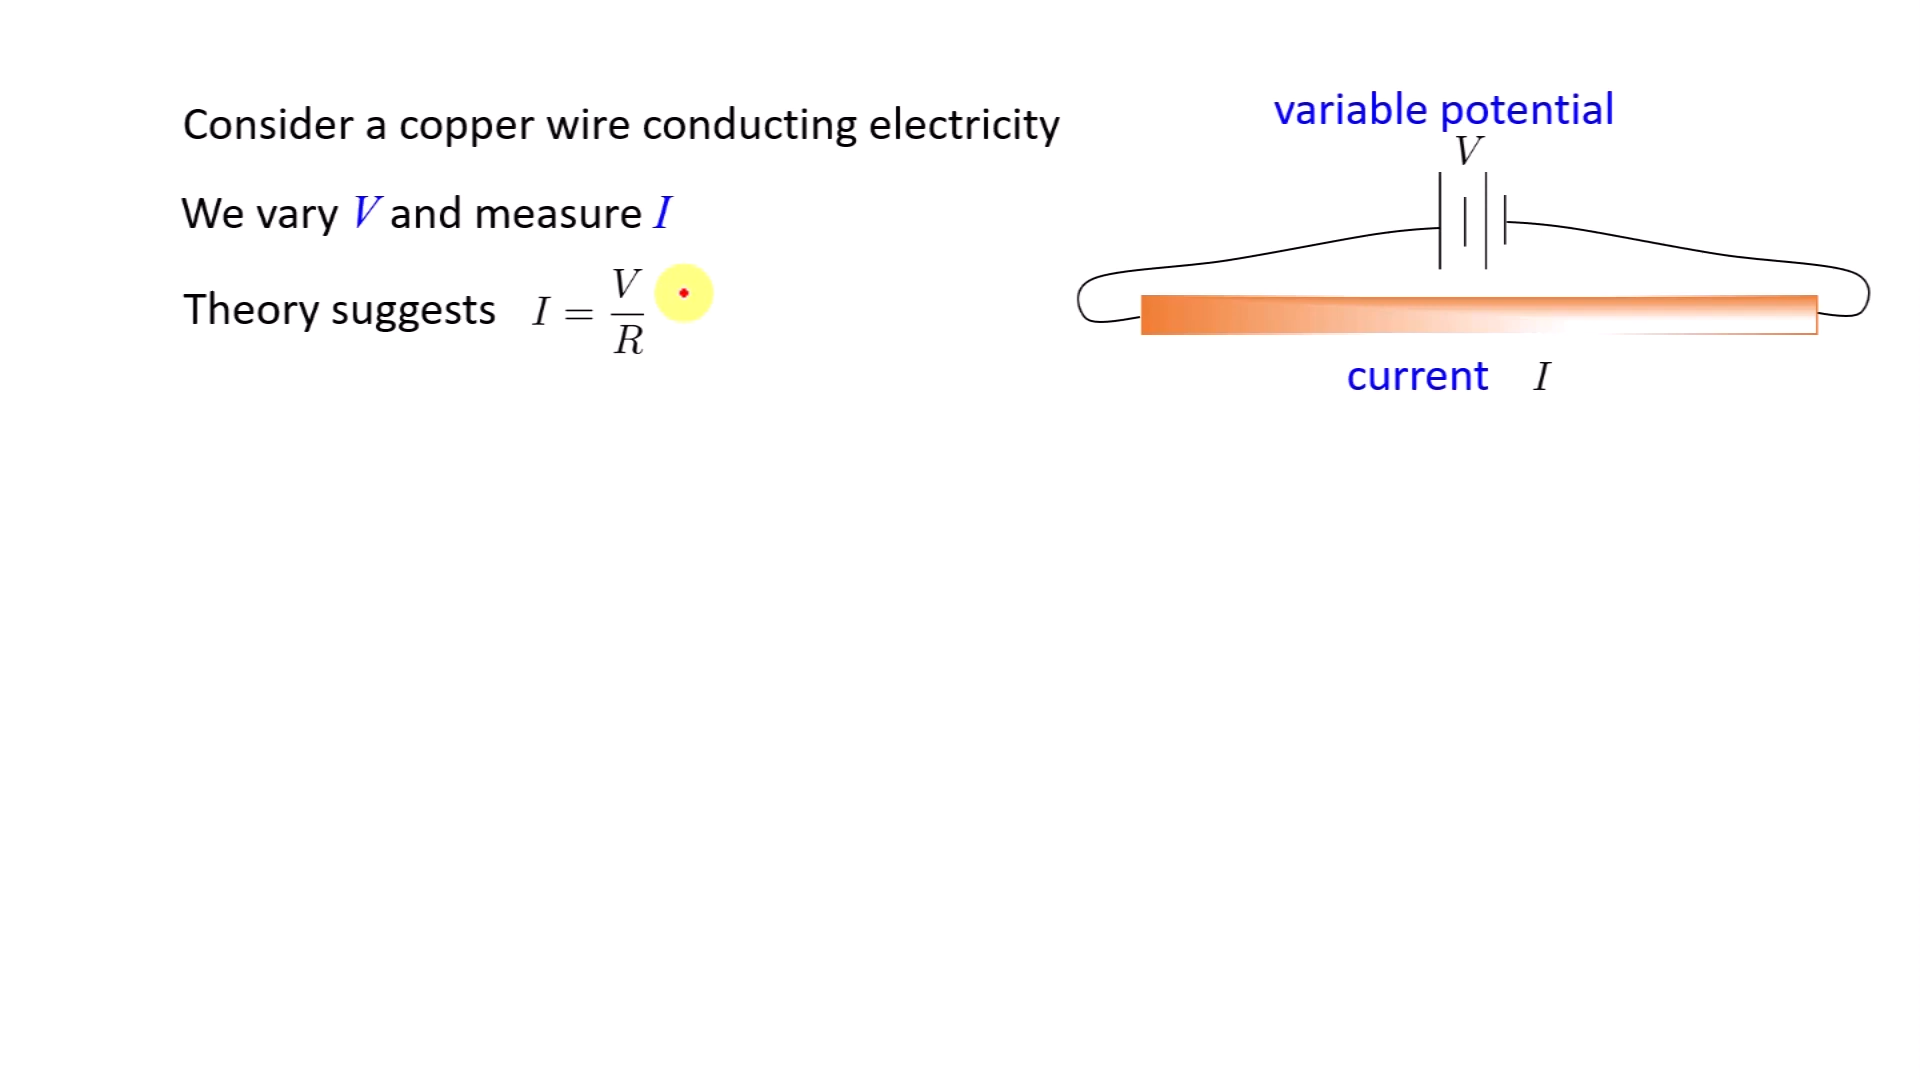 Consider a copper wire conducting electricity
We vary V and measure I
Theory suggests I = V/R
variable potential
V
current I